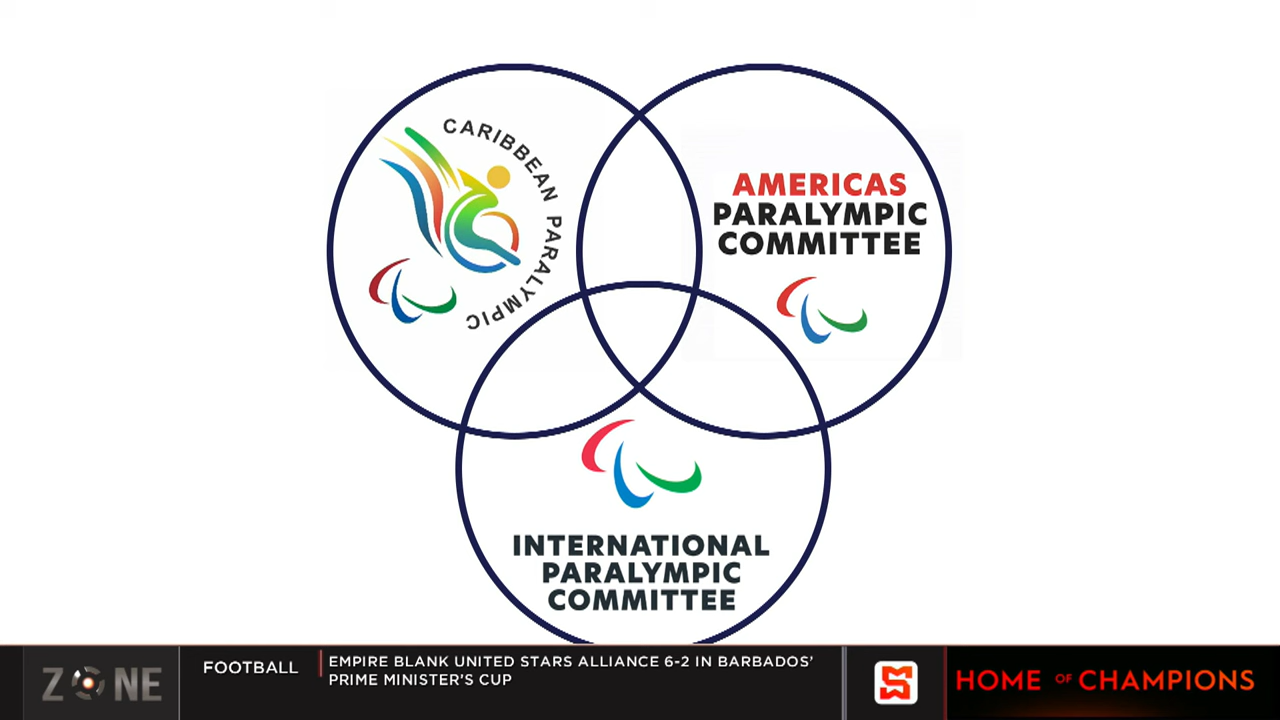 CARIBBEAN PARALYMPIC
AMERICAS
PARALYMPIC
COMMITTEE
INTERNATIONAL
PARALYMPIC
COMMITTEE
ZONE
FOOTBALL
EMPIRE BLANK UNITED STARS ALLIANCE 6-2 IN BARBADOS’
PRIME MINISTER’S CUP
HOME OF CHAMPIONS